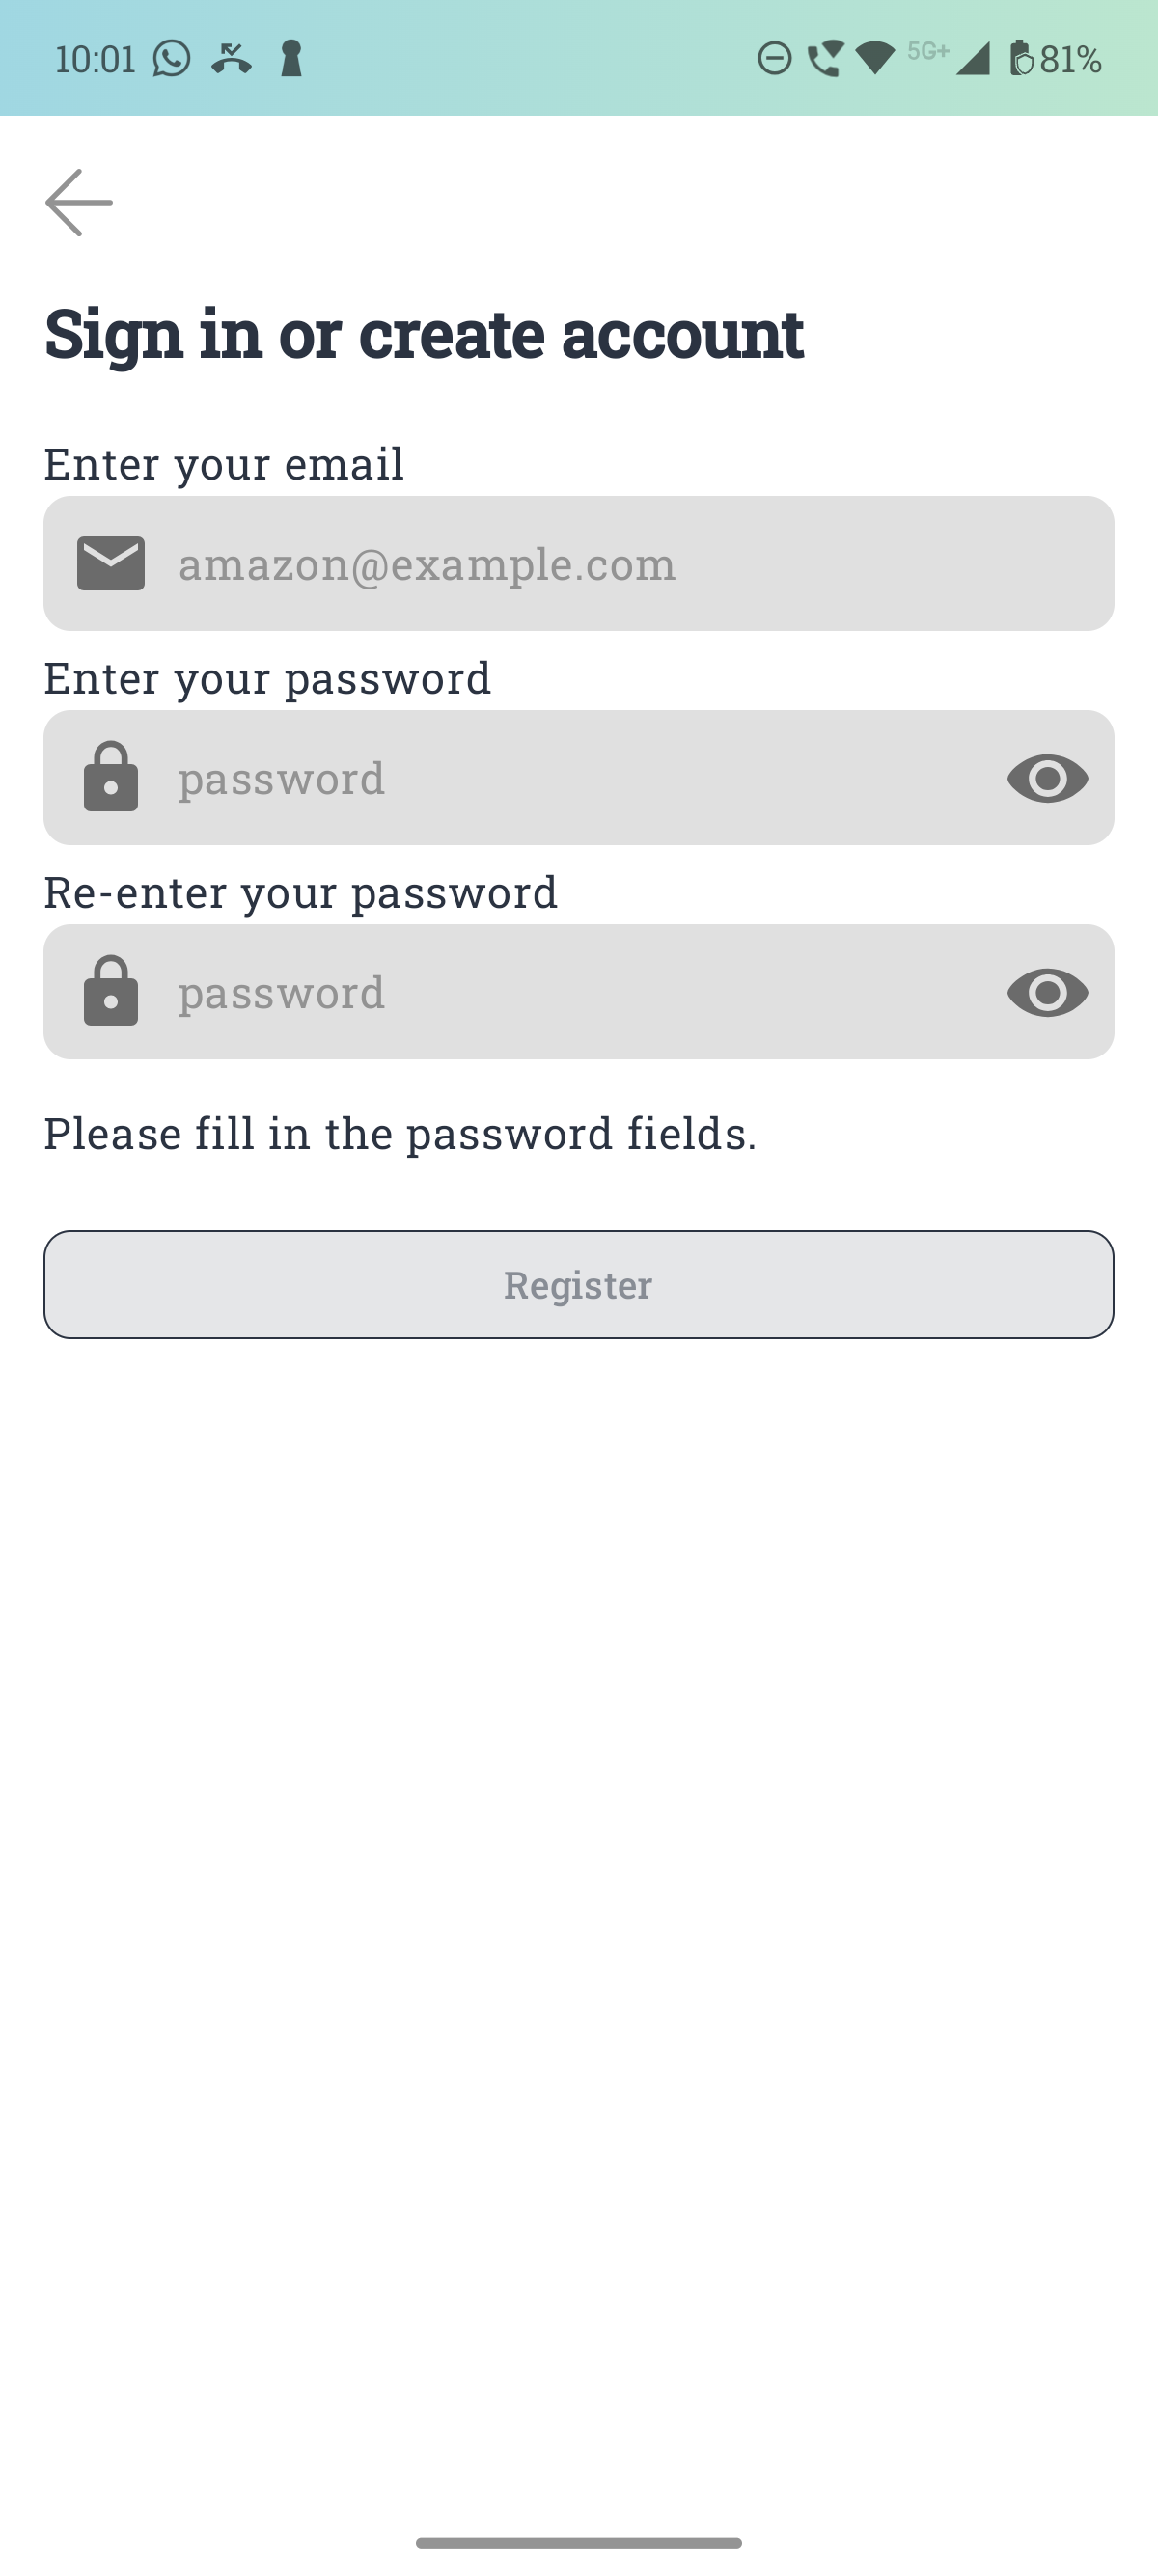 10:01 5G+ 81%
Sign in or create account
Enter your email
amazon@example.com
Enter your password
password
Re-enter your password
password
Please fill in the password fields.
Register